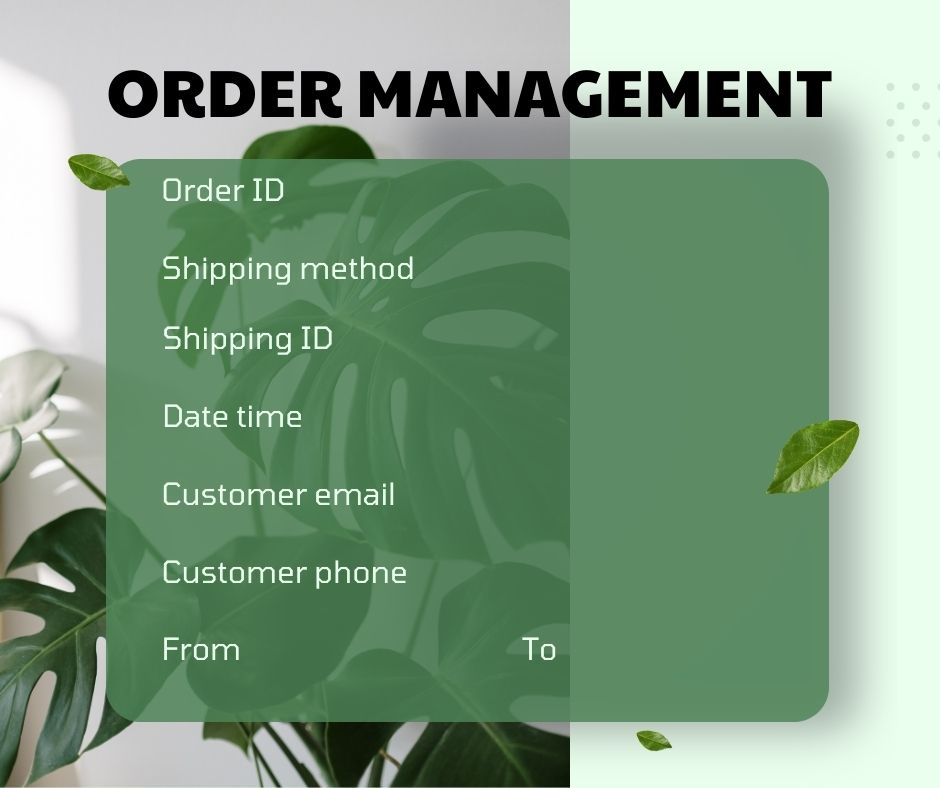 ORDER MANAGEMENT
Order ID
Shipping method
Shipping ID
Date time
Customer email
Customer phone
From To